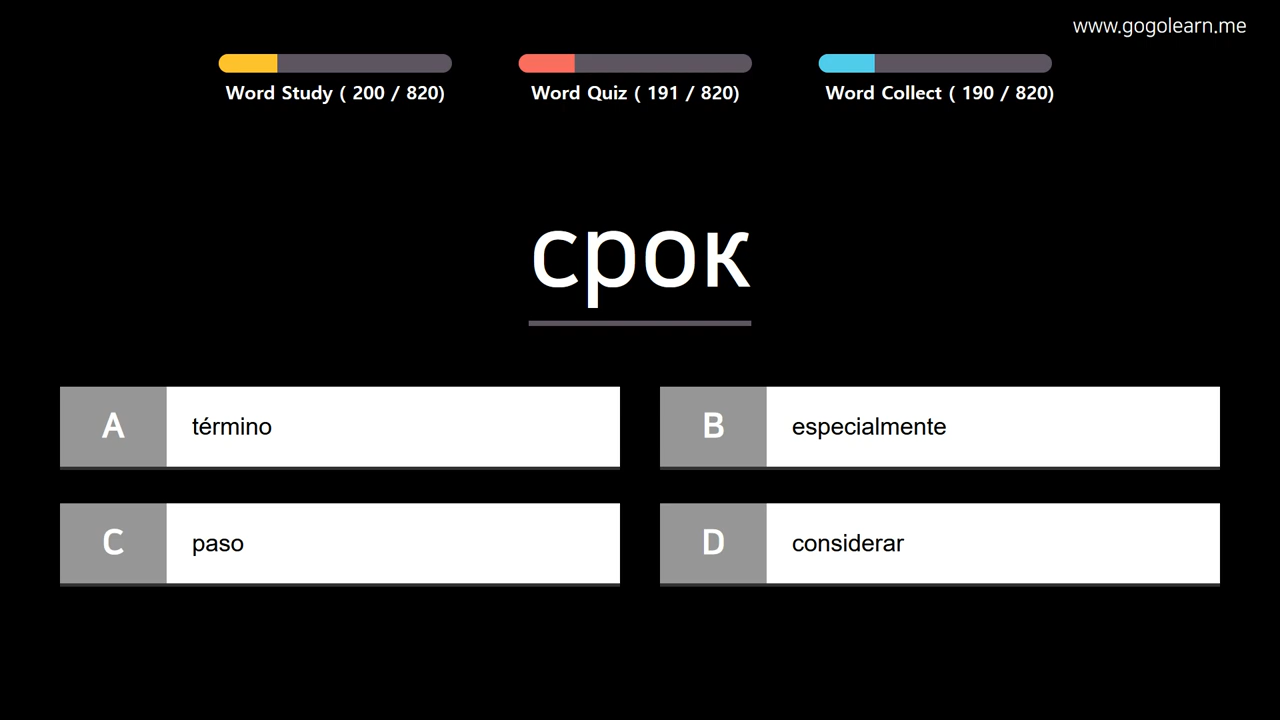 www.gogolearn.me
Word Study ( 200 / 820)
Word Quiz ( 191 / 820)
Word Collect ( 190 / 820)
срок
A término
B especialmente
C paso
D considerar